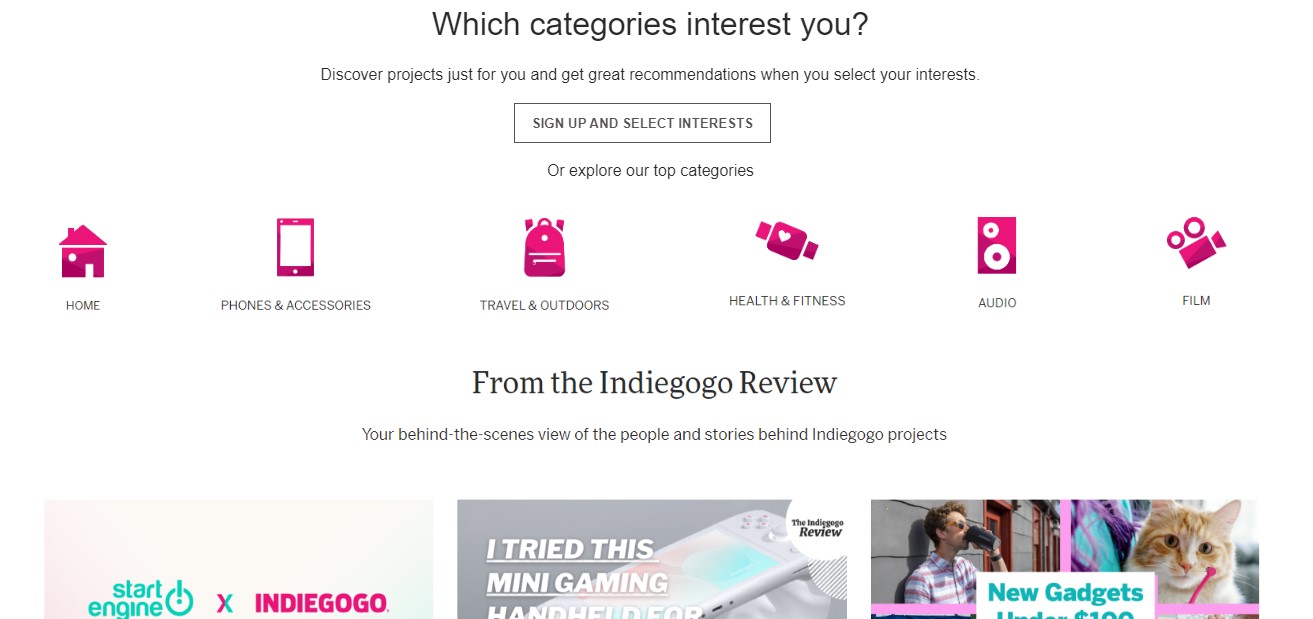 Which categories interest you?
Discover projects just for you and get great recommendations when you select your interests.
SIGN UP AND SELECT INTERESTS
Or explore our top categories
HOME
PHONES & ACCESSORIES
TRAVEL & OUTDOORS
HEALTH & FITNESS
AUDIO
FILM
From the Indiegogo Review
Your behind-the-scenes view of the people and stories behind Indiegogo projects
start
engine
X INDIEGOGO.
The Indiegogo
Review
I TRIED THIS
MINI GAMING
HANDHELD FOR
New Gadgets
Under $100